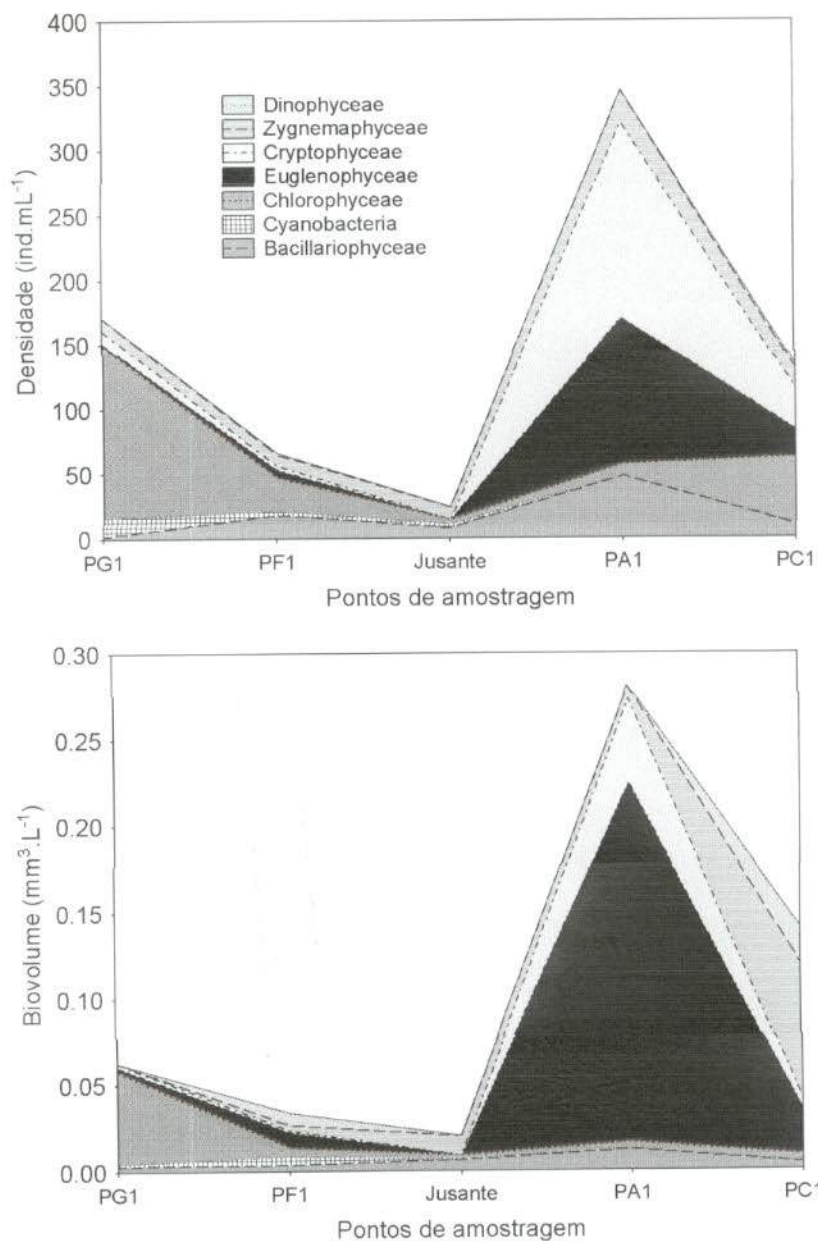 400
350
300
250
200
150
100
50
0
Densidade (ind.mL⁻¹)
Dinophyceae
Zygnemaphyceae
Cryptophyceae
Euglenophyceae
Chlorophyceae
Cyanobacteria
Bacillariophyceae
PG1 PF1 Jusante PA1 PC1
Pontos de amostragem
0.30
0.25
0.20
0.15
0.10
0.05
0.00
Biovolume (mm³.L⁻¹)
PG1 PF1 Jusante PA1 PC1
Pontos de amostragem